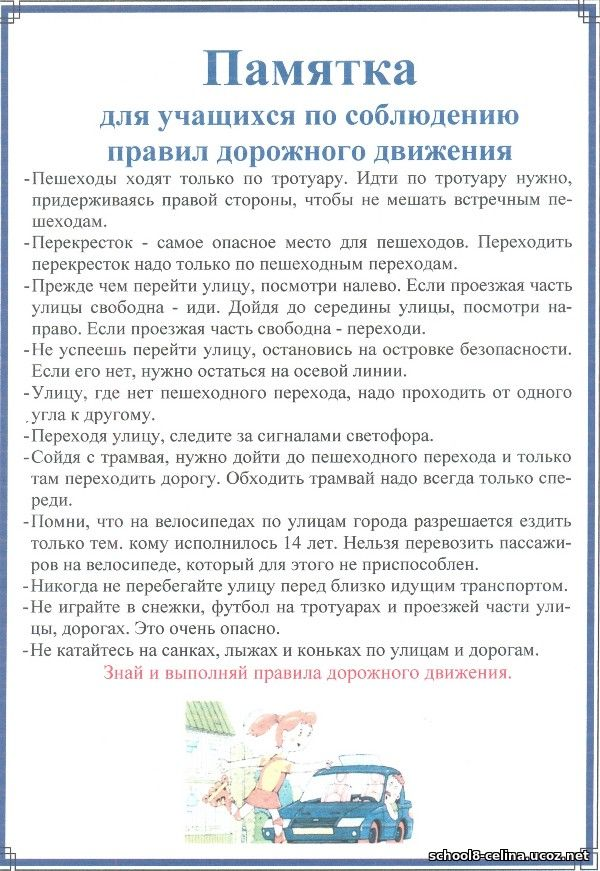 Памятка
для учащихся по соблюдению
правил дорожного движения
-Пешеходы ходят только по тротуару. Идти по тротуару нужно,
придерживаясь правой стороны, чтобы не мешать встречным пе-
шеходам.
-Перекресток - самое опасное место для пешеходов. Переходить
перекресток надо только по пешеходным переходам.
-Прежде чем перейти улицу, посмотри налево. Если проезжая часть
улицы свободна - иди. Дойдя до середины улицы, посмотри на-
право. Если проезжая часть свободна - переходи.
-Не успеешь перейти улицу, остановись на островке безопасности.
Если его нет, нужно остаться на осевой линии.
-Улицу, где нет пешеходного перехода, надо проходить от одного
угла к другому.
-Переходя улицу, следите за сигналами светофора.
-Сойдя с трамвая, нужно дойти до пешеходного перехода и только
там переходить дорогу. Обходить трамвай надо всегда только спе-
реди.
-Помни, что на велосипедах по улицам города разрешается ездить
только тем. кому исполнилось 14 лет. Нельзя перевозить пассажи-
ров на велосипеде, который для этого не приспособлен.
-Никогда не перебегайте улицу перед близко идущим транспортом.
-Не играйте в снежки, футбол на тротуарах и проезжей части ули-
цы, дорогах. Это очень опасно.
-Не катайтесь на санках, лыжах и коньках по улицам и дорогам.
Знай и выполняй правила дорожного движения.
school8-celina.ucoz.net